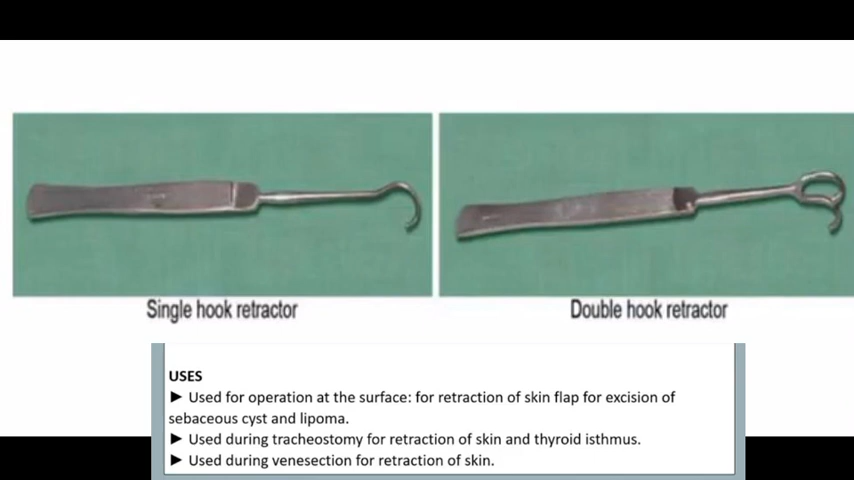 Single hook retractor
Double hook retractor
USES
► Used for operation at the surface: for retraction of skin flap for excision of
sebaceous cyst and lipoma.
► Used during tracheostomy for retraction of skin and thyroid isthmus.
► Used during venesection for retraction of skin.